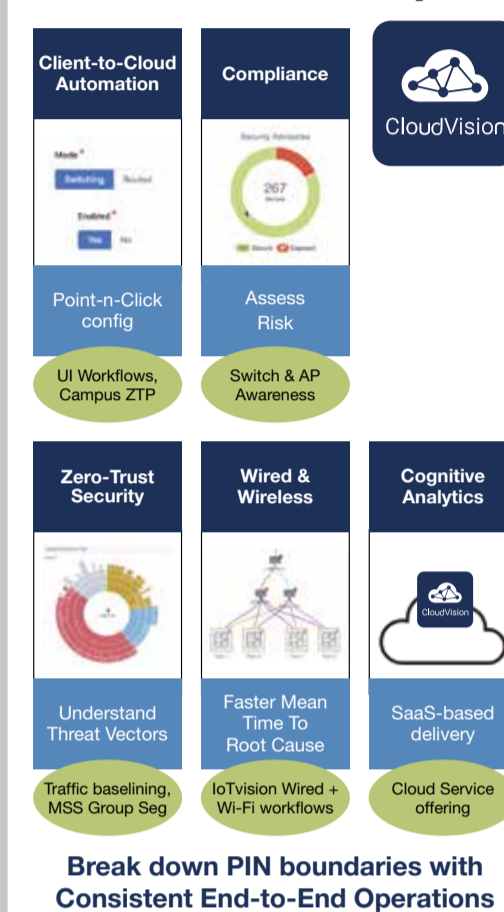 Client-to-Cloud
Automation
Compliance
CloudVision
Mode *
Switching Routed
Enabled *
Yes No
Security Advisories
267
Point-n-Click
config
Assess
Risk
UI Workflows,
Campus ZTP
Switch & AP
Awareness
Zero-Trust
Security
Wired &
Wireless
Cognitive
Analytics
CloudVision
Understand
Threat Vectors
Faster Mean
Time To
Root Cause
SaaS-based
delivery
Traffic baselining,
MSS Group Seg
IoTvision Wired +
Wi-Fi workflows
Cloud Service
offering
Break down PIN boundaries with
Consistent End-to-End Operations